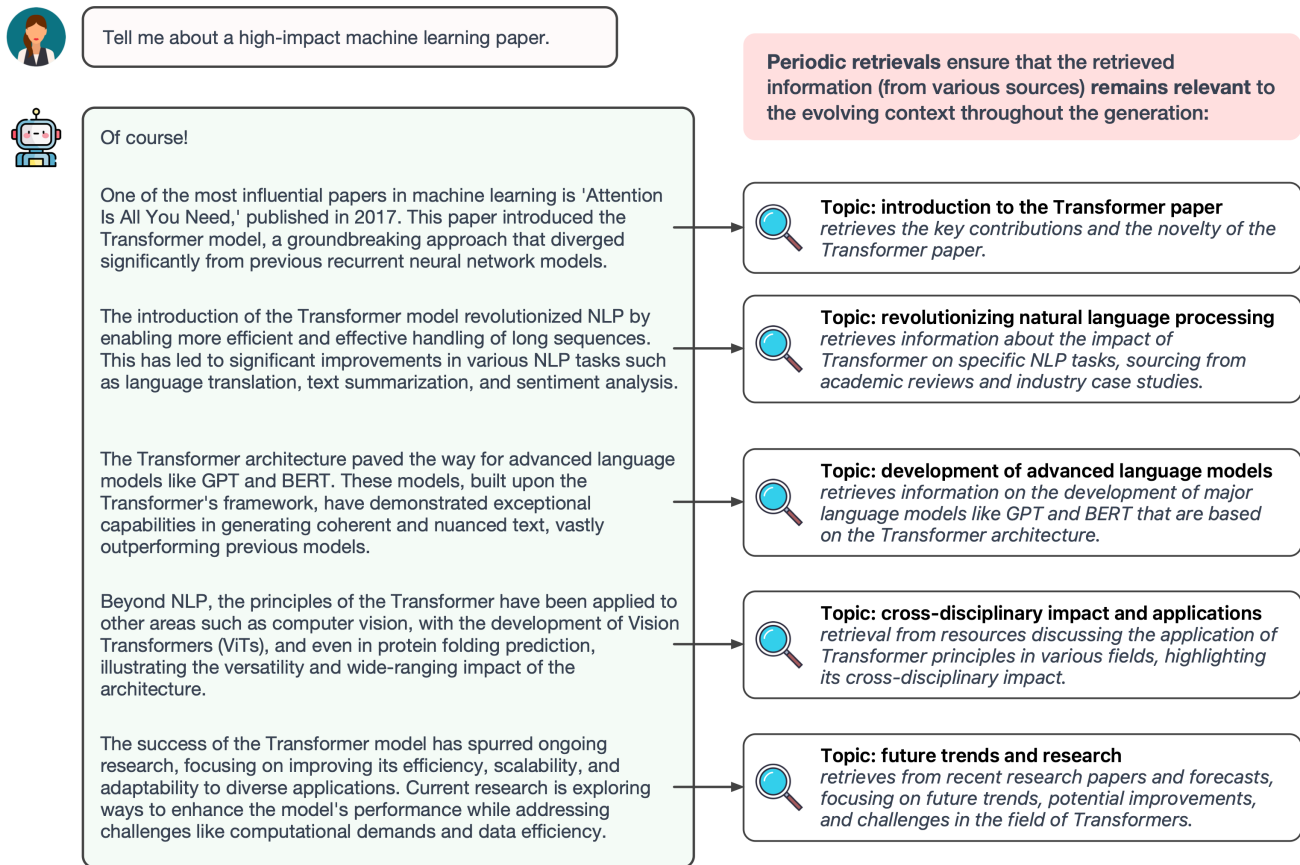 Tell me about a high-impact machine learning paper.
Periodic retrievals ensure that the retrieved
information (from various sources) remains relevant to
the evolving context throughout the generation:
Of course!
One of the most influential papers in machine learning is 'Attention
Is All You Need,' published in 2017. This paper introduced the
Transformer model, a groundbreaking approach that diverged
significantly from previous recurrent neural network models.
Topic: introduction to the Transformer paper
retrieves the key contributions and the novelty of the
Transformer paper.
The introduction of the Transformer model revolutionized NLP by
enabling more efficient and effective handling of long sequences.
This has led to significant improvements in various NLP tasks such
as language translation, text summarization, and sentiment analysis.
Topic: revolutionizing natural language processing
retrieves information about the impact of
Transformer on specific NLP tasks, sourcing from
academic reviews and industry case studies.
The Transformer architecture paved the way for advanced language
models like GPT and BERT. These models, built upon the
Transformer's framework, have demonstrated exceptional
capabilities in generating coherent and nuanced text, vastly
outperforming previous models.
Topic: development of advanced language models
retrieves information on the development of major
language models like GPT and BERT that are based
on the Transformer architecture.
Beyond NLP, the principles of the Transformer have been applied to
other areas such as computer vision, with the development of Vision
Transformers (ViTs), and even in protein folding prediction,
illustrating the versatility and wide-ranging impact of the
architecture.
Topic: cross-disciplinary impact and applications
retrieval from resources discussing the application of
Transformer principles in various fields, highlighting
its cross-disciplinary impact.
The success of the Transformer model has spurred ongoing
research, focusing on improving its efficiency, scalability, and
adaptability to diverse applications. Current research is exploring
ways to enhance the model's performance while addressing
challenges like computational demands and data efficiency.
Topic: future trends and research
retrieves from recent research papers and forecasts,
focusing on future trends, potential improvements,
and challenges in the field of Transformers.